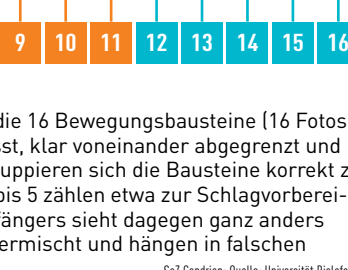 9 10 11 12 13 14 15 16
die 16 Bewegungsbausteine (16 Fotos
st, klar voneinander abgegrenzt und
uppieren sich die Bausteine korrekt z
bis 5 zählen etwa zur Schlagvorberei-
fängers sieht dagegen ganz anders
ermischt und hängen in falschen